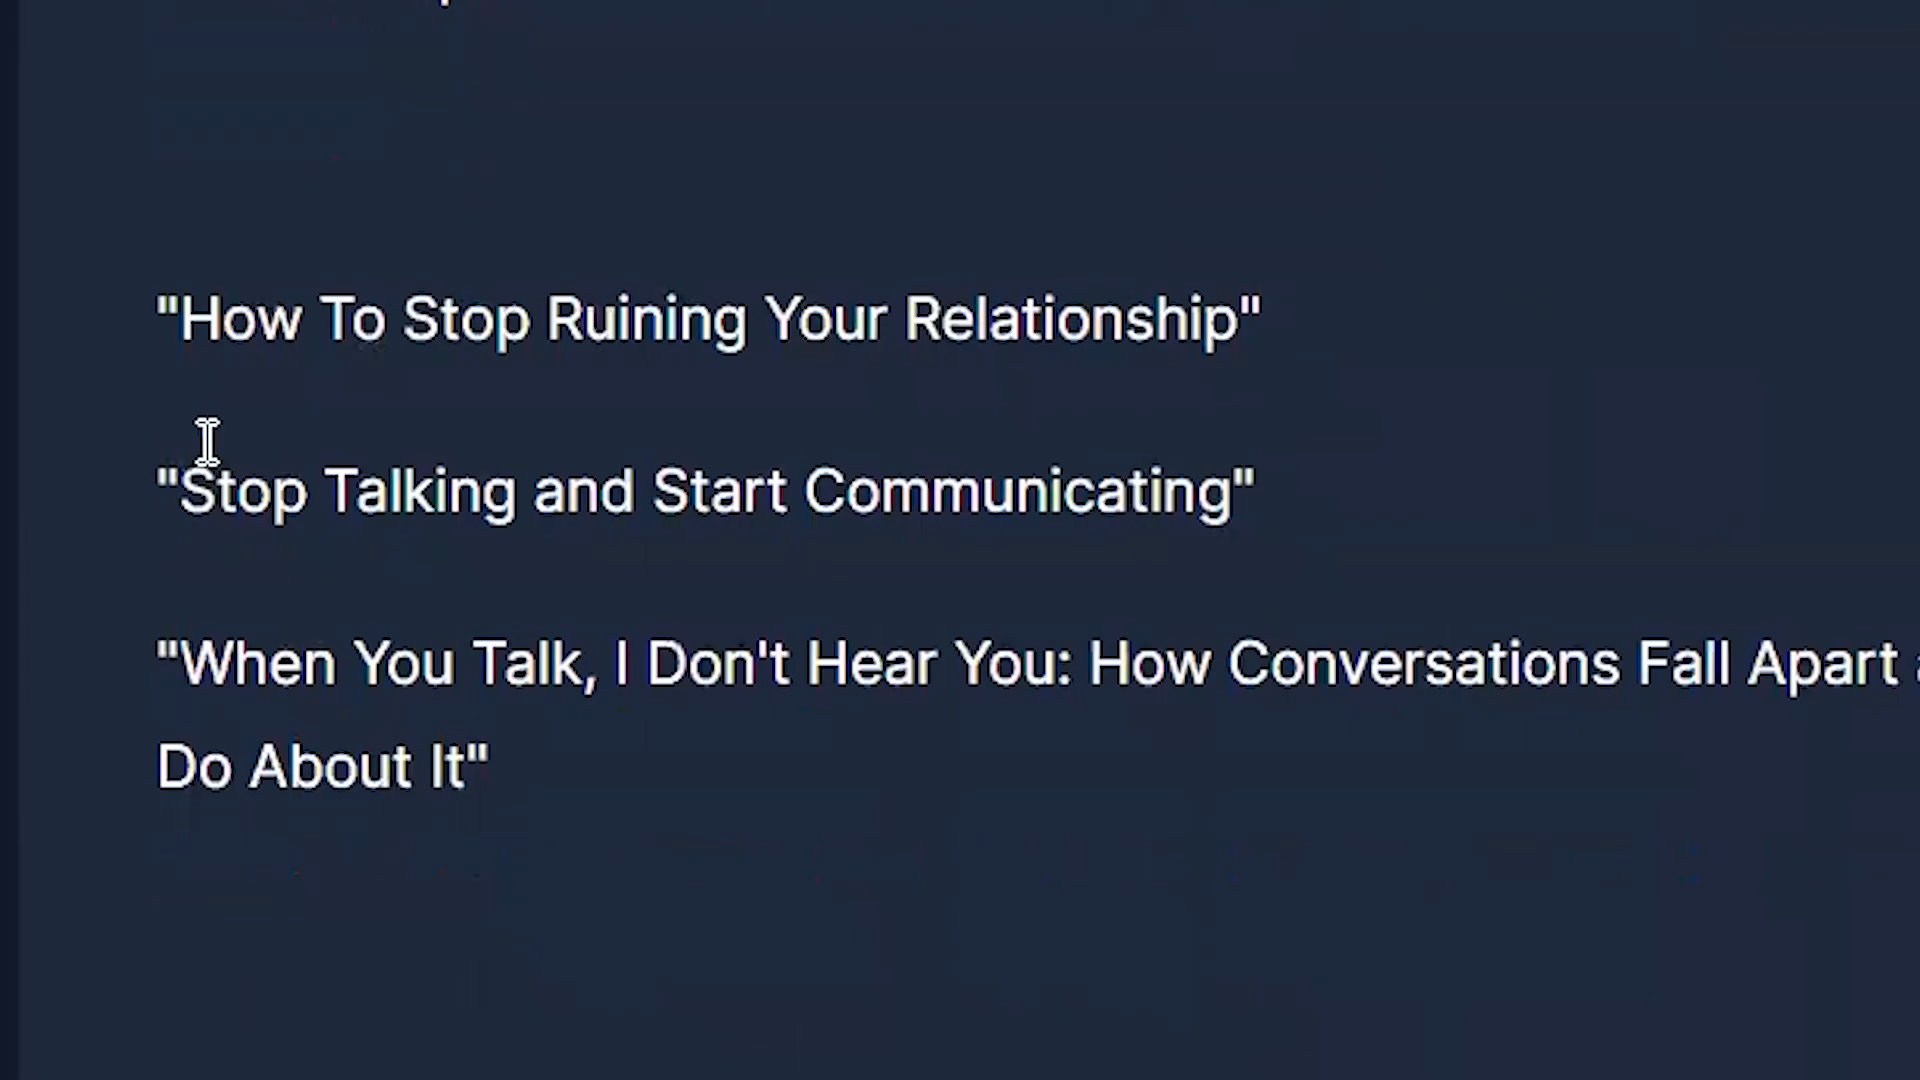 "How To Stop Ruining Your Relationship"
"Stop Talking and Start Communicating"
"When You Talk, I Don't Hear You: How Conversations Fall Apart
Do About It"